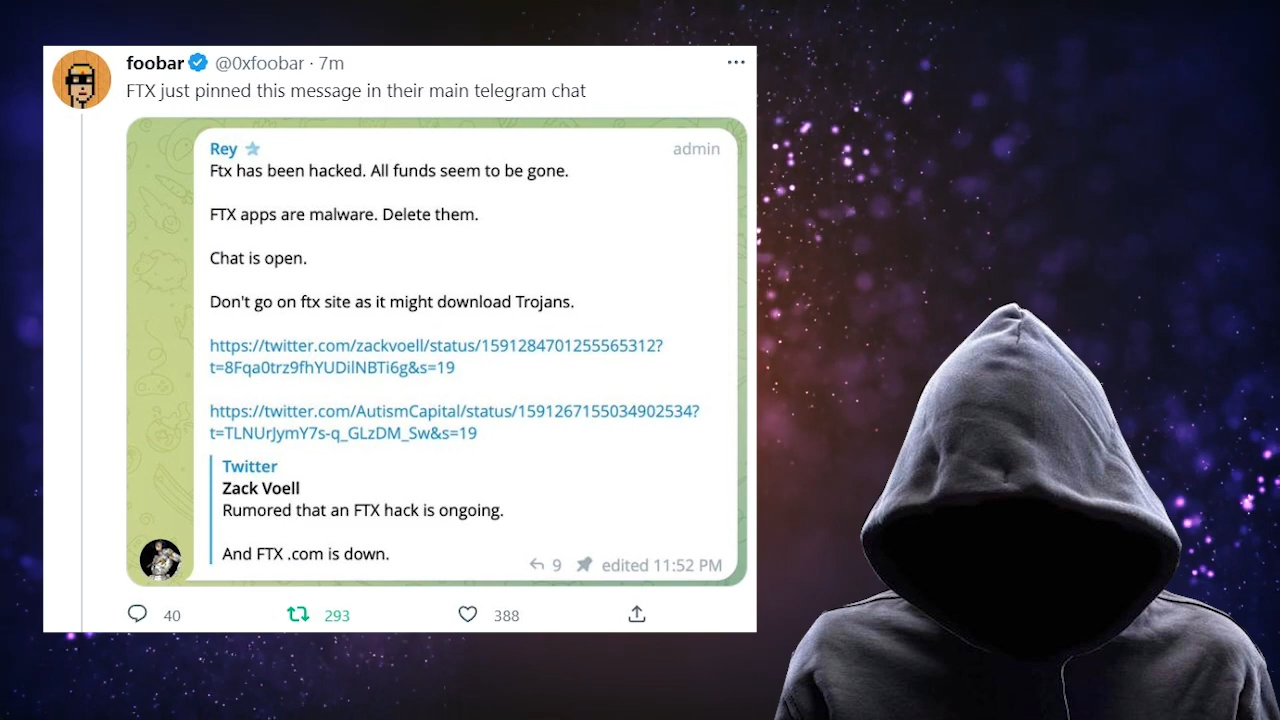 foobar @0xfoobar · 7m
FTX just pinned this message in their main telegram chat
Rey admin
Ftx has been hacked. All funds seem to be gone.
FTX apps are malware. Delete them.
Chat is open.
Don't go on ftx site as it might download Trojans.
https://twitter.com/zackvoell/status/1591284701255565312?
t=8Fqa0trz9fhYUDilNBTi6g&s=19
https://twitter.com/AutismCapital/status/1591267155034902534?
t=TLNUrJymY7s-q_GLzDM_Sw&s=19
Twitter
Zack Voell
Rumored that an FTX hack is ongoing.
And FTX .com is down.
9 edited 11:52 PM
40 293 388